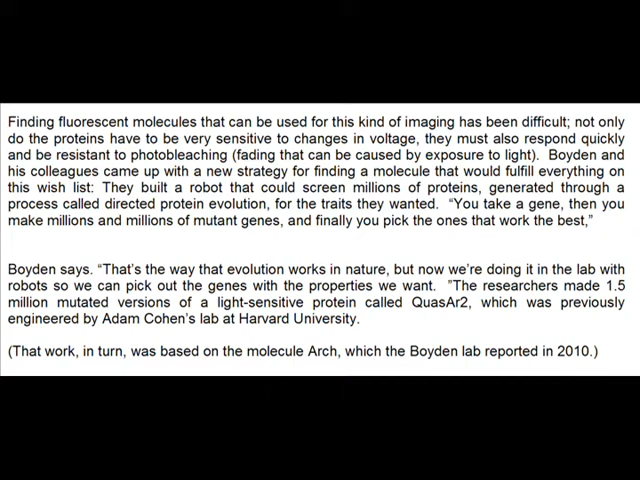 Finding fluorescent molecules that can be used for this kind of imaging has been difficult; not only
do the proteins have to be very sensitive to changes in voltage, they must also respond quickly
and be resistant to photobleaching (fading that can be caused by exposure to light). Boyden and
his colleagues came up with a new strategy for finding a molecule that would fulfill everything on
this wish list: They built a robot that could screen millions of proteins, generated through a
process called directed protein evolution, for the traits they wanted. “You take a gene, then you
make millions and millions of mutant genes, and finally you pick the ones that work the best,”
Boyden says. “That’s the way that evolution works in nature, but now we’re doing it in the lab with
robots so we can pick out the genes with the properties we want. ”The researchers made 1.5
million mutated versions of a light-sensitive protein called QuasAr2, which was previously
engineered by Adam Cohen’s lab at Harvard University.
(That work, in turn, was based on the molecule Arch, which the Boyden lab reported in 2010.)